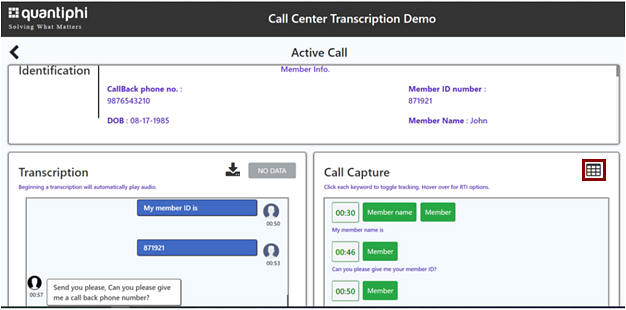 quantiphi
Solving What Matters
Call Center Transcription Demo
Active Call
Identification
Member Info.
CallBack phone no. :
9876543210
Member ID number :
871921
DOB : 08-17-1985
Member Name : John
Transcription
NO DATA
Beginning a transcription will automatically play audio.
My member ID is
00:50
871921
00:53
00:57
Send you please, Can you please give
me a call back phone number?
Call Capture
Click each keyword to toggle tracking. Hover over for RTI options.
00:30 Member name Member
My member name is
00:46 Member
Can you please give me your member ID?
00:50 Member